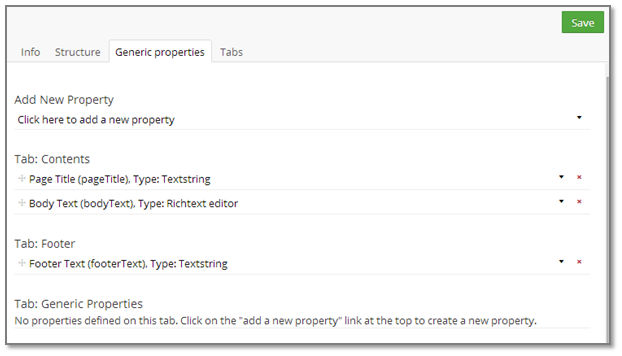 Save
Info Structure Generic properties Tabs
Add New Property
Click here to add a new property
Tab: Contents
Page Title (pageTitle), Type: Textstring
Body Text (bodyText), Type: Richtext editor
Tab: Footer
Footer Text (footerText), Type: Textstring
Tab: Generic Properties
No properties defined on this tab. Click on the "add a new property" link at the top to create a new property.